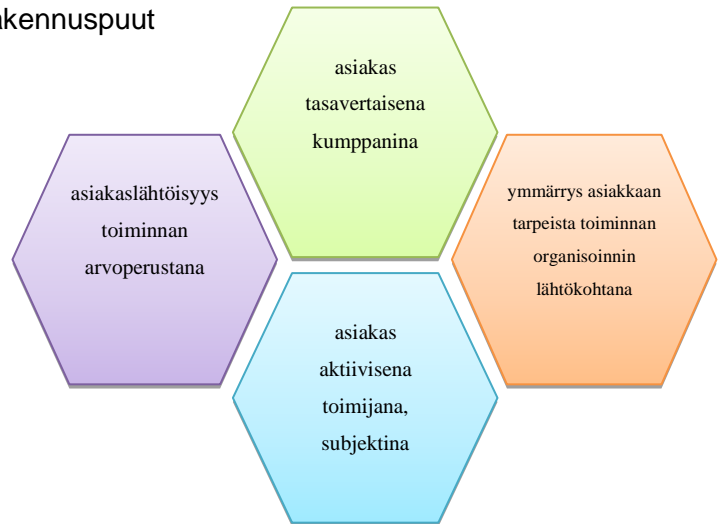 akennuspuut
asiakas
tasavertaisena
kumppanina
asiakaslähtöisyys
toiminnan
arvoperustana
ymmärrys asiakkaan
tarpeista toiminnan
organisoinnin
lähtökohtana
asiakas
aktiivisena
toimijana,
subjektina